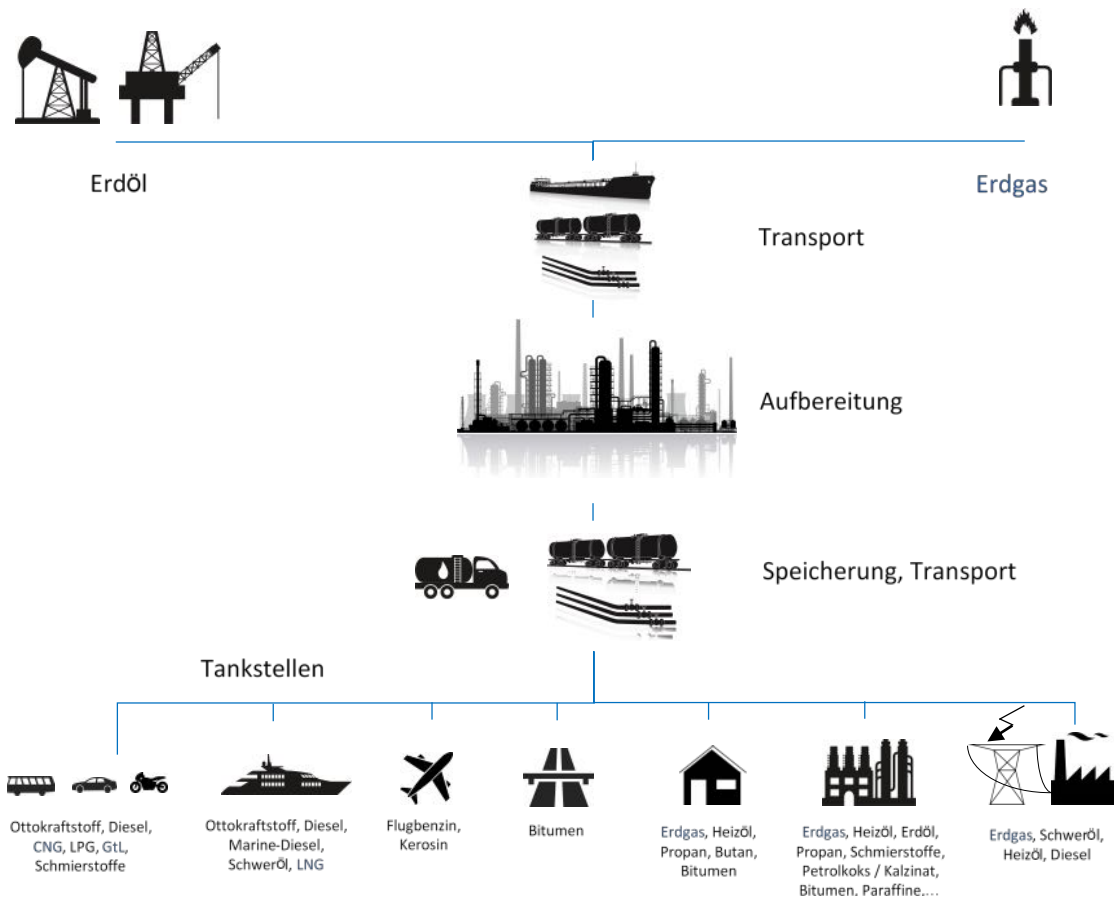 Erdöl
Erdgas
Transport
Aufbereitung
Speicherung, Transport
Tankstellen
Ottokraftstoff, Diesel,
CNG, LPG, GtL,
Schmierstoffe
Ottokraftstoff, Diesel,
Marine-Diesel,
Schweröl, LNG
Flugbenzin,
Kerosin
Bitumen
Erdgas, Heizöl,
Propan, Butan,
Bitumen
Erdgas, Heizöl, Erdöl,
Propan, Schmierstoffe,
Petrolkoks / Kalzinat,
Bitumen, Paraffine,...
Erdgas, Schweröl,
Heizöl, Diesel